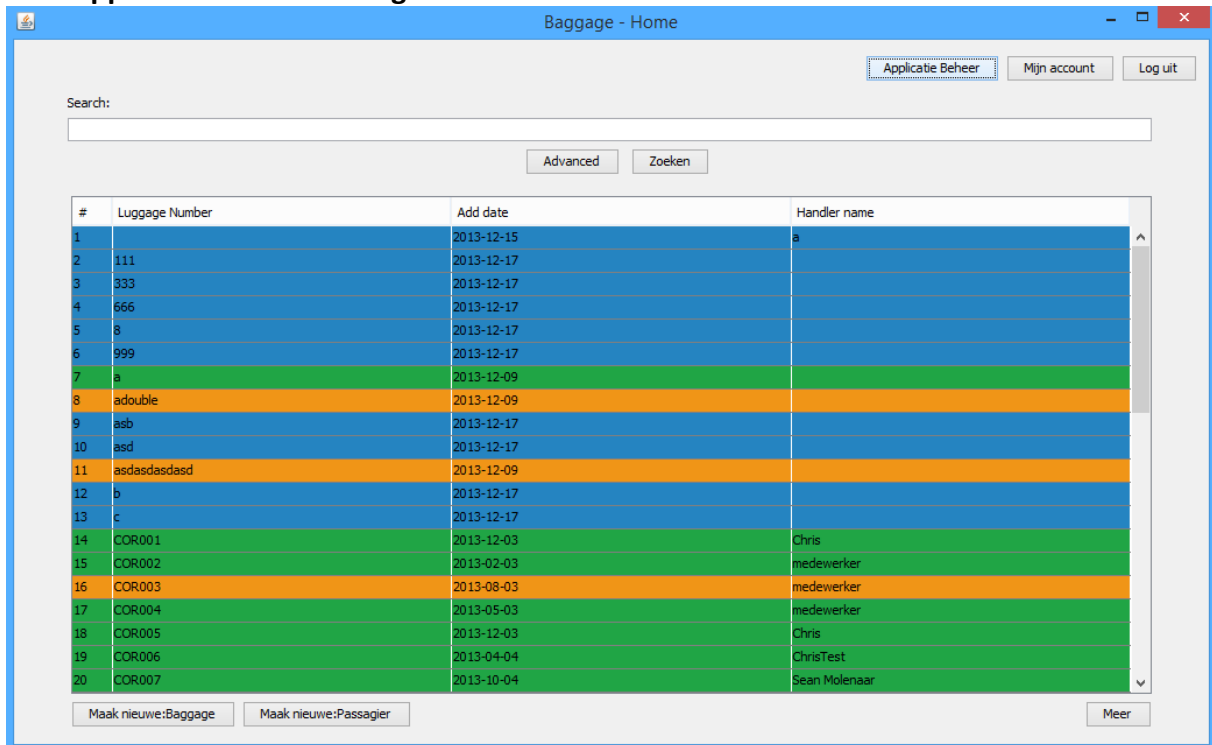 Baggage - Home
Applicatie Beheer Mijn account Log uit
Search:
Advanced Zoeken
# Luggage Number Add date Handler name
1 2013-12-15 a
2 111 2013-12-17
3 333 2013-12-17
4 666 2013-12-17
5 8 2013-12-17
6 999 2013-12-17
7 a 2013-12-09
8 adouble 2013-12-09
9 asb 2013-12-17
10 asd 2013-12-17
11 asdasdasdasd 2013-12-09
12 b 2013-12-17
13 c 2013-12-17
14 COR001 2013-12-03 Chris
15 COR002 2013-02-03 medewerker
16 COR003 2013-08-03 medewerker
17 COR004 2013-05-03 medewerker
18 COR005 2013-12-03 Chris
19 COR006 2013-04-04 ChrisTest
20 COR007 2013-10-04 Sean Molenaar
Maak nieuwe:Baggage Maak nieuwe:Passagier Meer